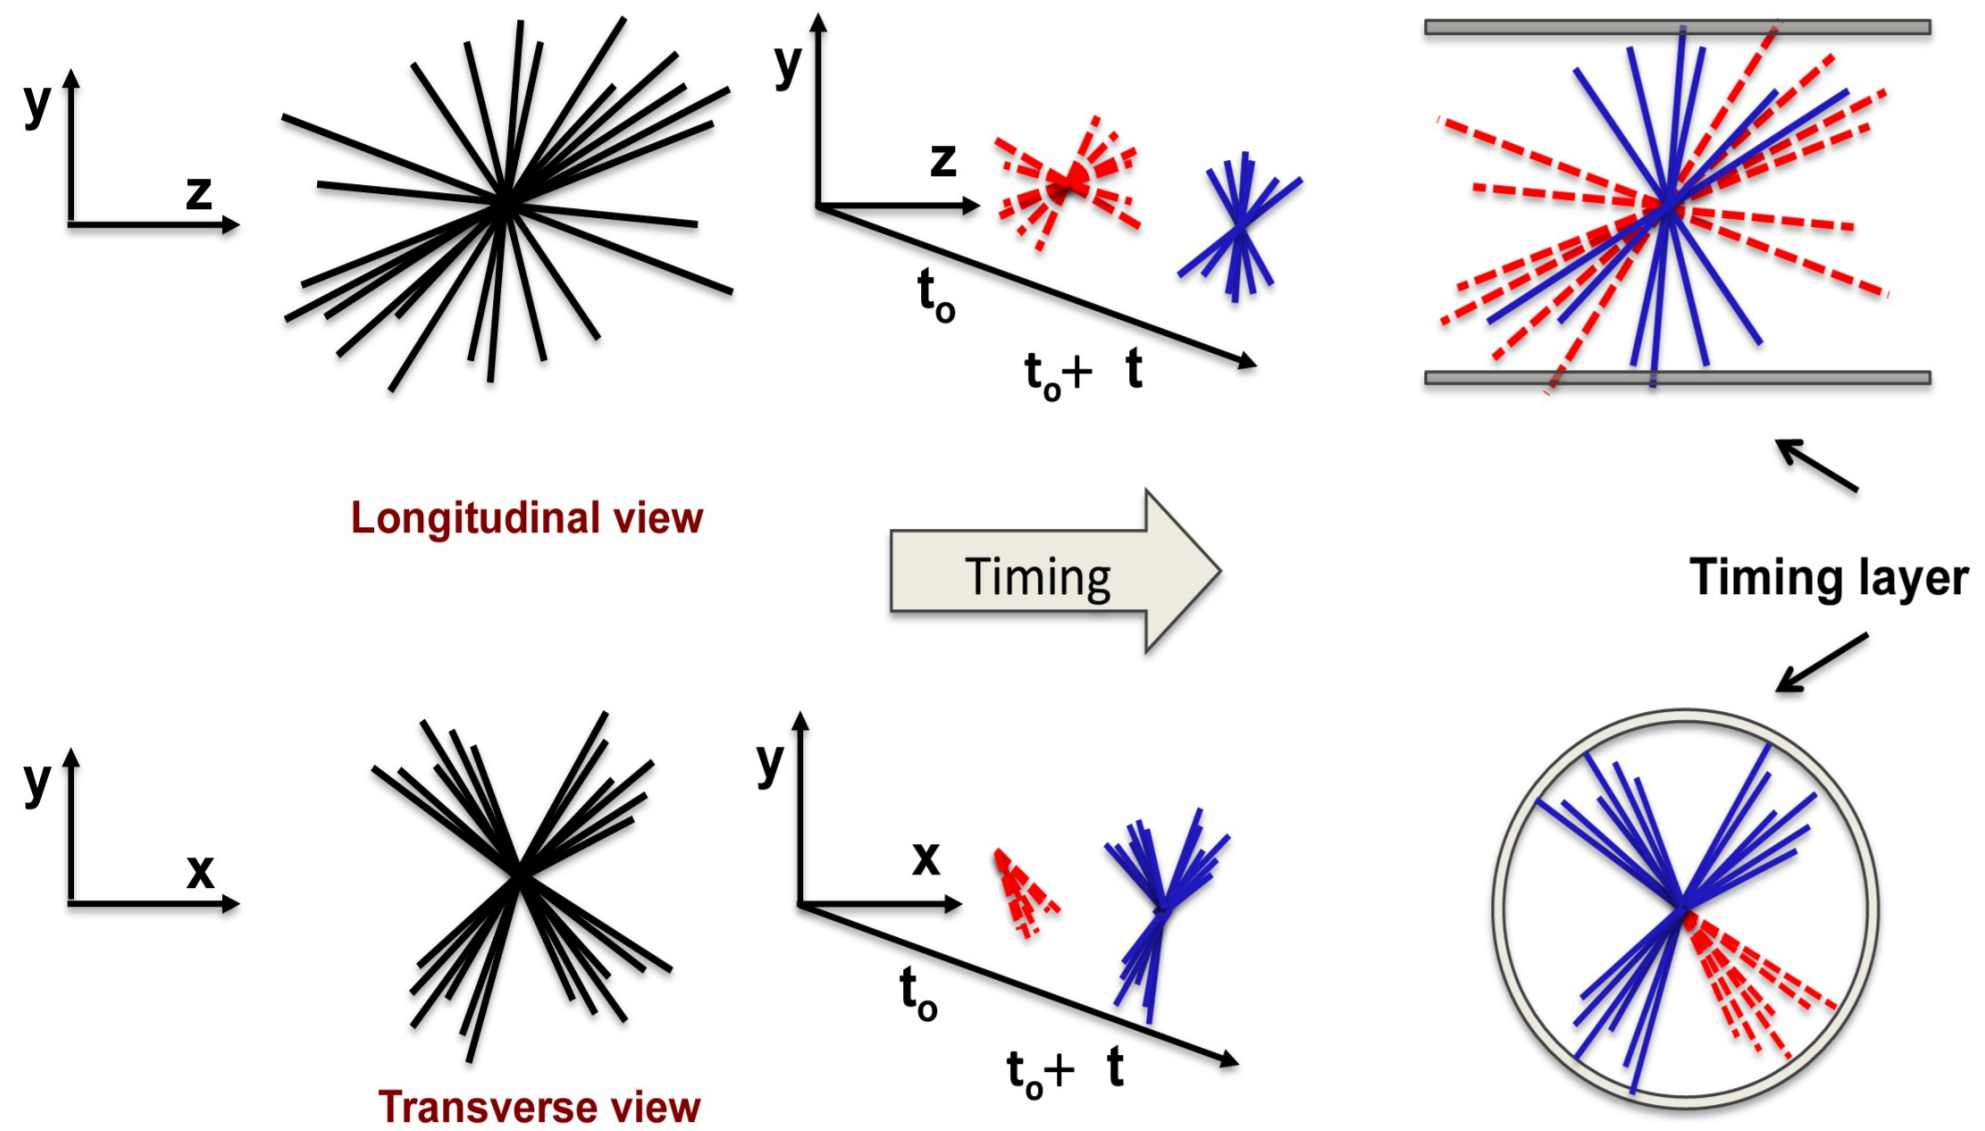 y
z
y
z
t₀
t₀+ t
Longitudinal view
Timing
Timing layer
y
x
y
x
t₀
t₀+ t
Transverse view